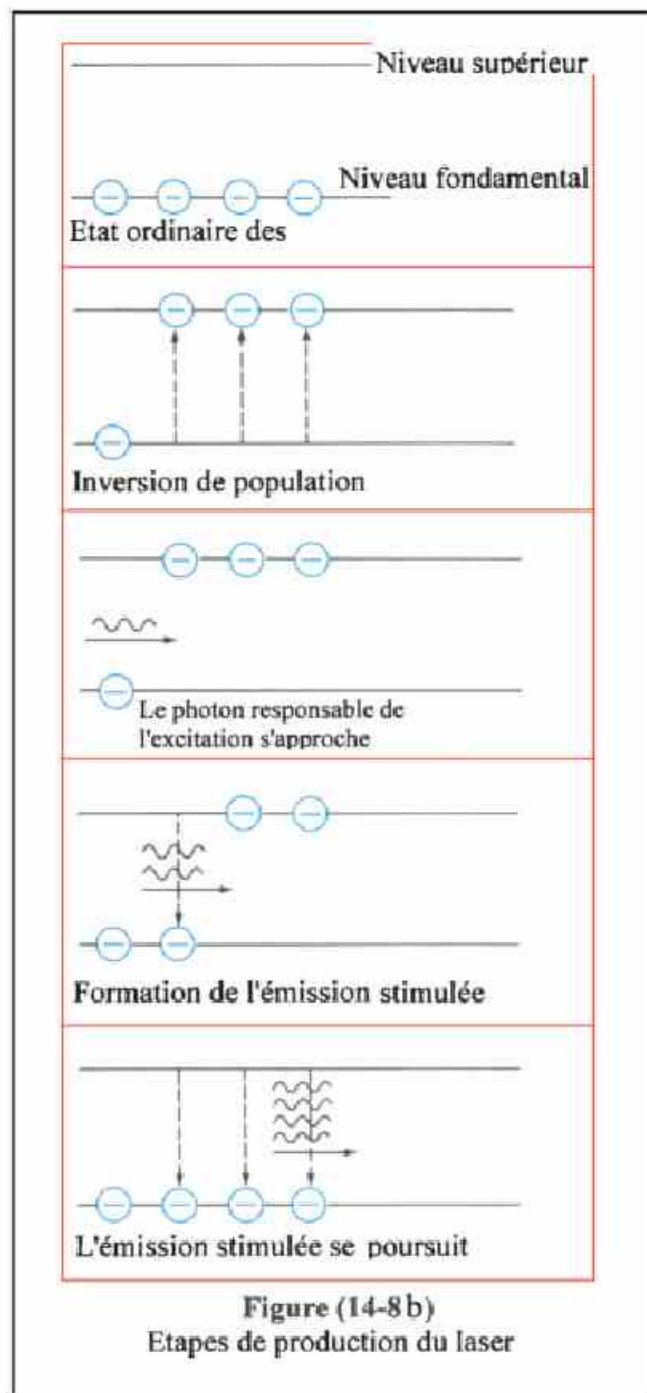 Niveau supérieur
Niveau fondamental
Etat ordinaire des
Inversion de population
Le photon responsable de
l'excitation s'approche
Formation de l'émission stimulée
L'émission stimulée se poursuit
Figure (14-8b)
Etapes de production du laser